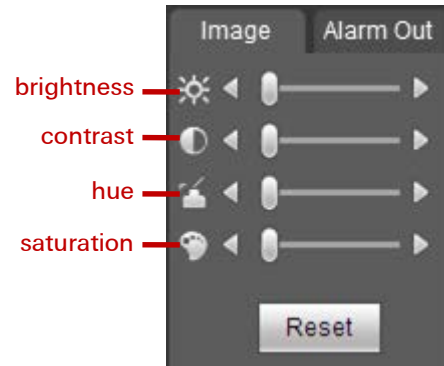 Image Alarm Out
brightness
contrast
hue
saturation
Reset